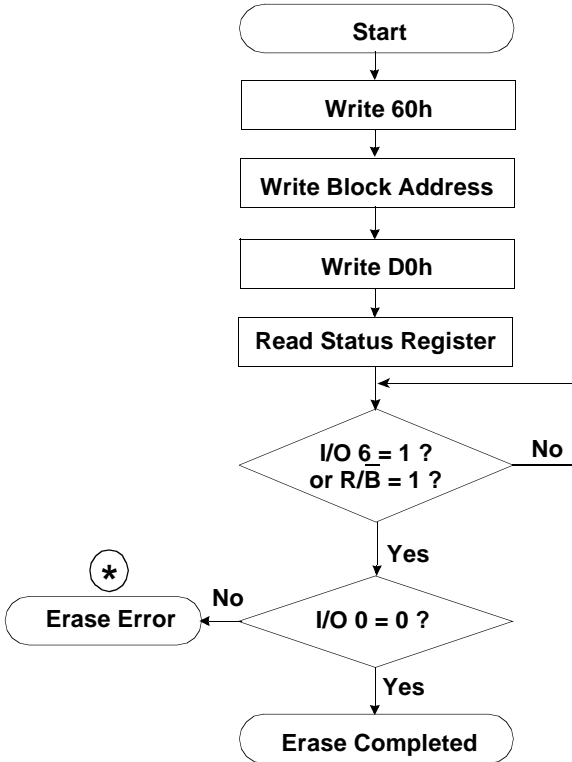 Start
Write 60h
Write Block Address
Write D0h
Read Status Register
I/O 6 = 1 ?
or R/B̅ = 1 ?
No
Yes
*
No
Erase Error
I/O 0 = 0 ?
Yes
Erase Completed